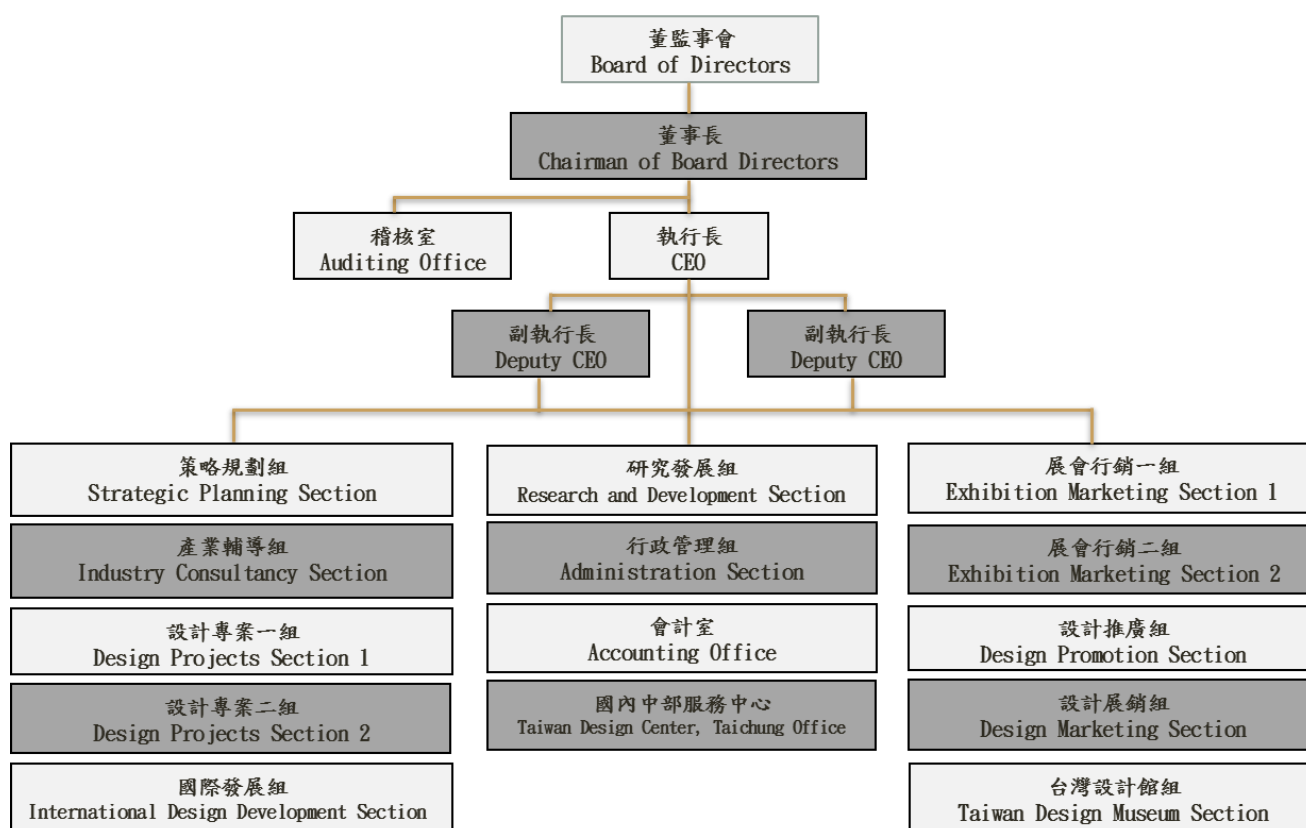 董監事會
Board of Directors
董事長
Chairman of Board Directors
稽核室
Auditing Office
執行長
CEO
副執行長
Deputy CEO
副執行長
Deputy CEO
策略規劃組
Strategic Planning Section
研究發展組
Research and Development Section
展會行銷一組
Exhibition Marketing Section 1
產業輔導組
Industry Consultancy Section
行政管理組
Administration Section
展會行銷二組
Exhibition Marketing Section 2
設計專案一組
Design Projects Section 1
會計室
Accounting Office
設計推廣組
Design Promotion Section
設計專案二組
Design Projects Section 2
國內中部服務中心
Taiwan Design Center, Taichung Office
設計展銷組
Design Marketing Section
國際發展組
International Design Development Section
台灣設計館組
Taiwan Design Museum Section